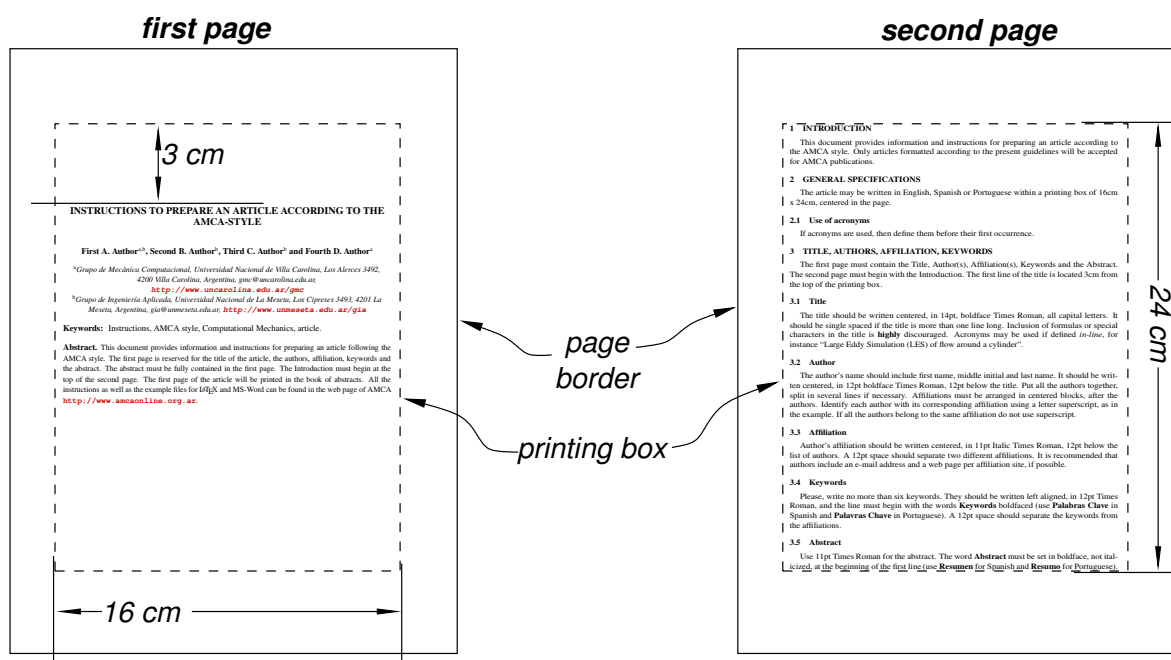 first page
3 cm
INSTRUCTIONS TO PREPARE AN ARTICLE ACCORDING TO THE
AMCA-STYLE
First A. Authorᵃ,ᵇ, Second B. Authorᵇ, Third C. Authorᵇ and Fourth D. Authorᵃ
ᵃGrupo de Mecánica Computacional, Universidad Nacional de Villa Carolina, Los Alerces 3492,
4200 Villa Carolina, Argentina, gmc@uncarolina.edu.ar,
http://www.uncarolina.edu.ar/gmc
ᵇGrupo de Ingeniería Aplicada, Universidad Nacional de La Meseta, Los Cipreses 3493, 4201 La
Meseta, Argentina, gia@unmeseta.edu.ar, http://www.unmeseta.edu.ar/gia
Keywords: Instructions, AMCA style, Computational Mechanics, article.
Abstract. This document provides information and instructions for preparing an article following the
AMCA style. The first page is reserved for the title of the article, the authors, affiliation, keywords and
the abstract. The abstract must be fully contained in the first page. The Introduction must begin at the
top of the second page. The first page of the article will be printed in the book of abstracts. All the
instructions as well as the example files for LATEX and MS-Word can be found in the web page of AMCA
http://www.amcaonline.org.ar.
16 cm
page
border
printing box
second page
1 INTRODUCTION
This document provides information and instructions for preparing an article according to
the AMCA style. Only articles formatted according to the present guidelines will be accepted
for AMCA publications.
2 GENERAL SPECIFICATIONS
The article may be written in English, Spanish or Portuguese within a printing box of 16cm
x 24cm, centered in the page.
2.1 Use of acronyms
If acronyms are used, then define them before their first occurrence.
3 TITLE, AUTHORS, AFFILIATION, KEYWORDS
The first page must contain the Title, Author(s), Affiliation(s), Keywords and the Abstract.
The second page must begin with the Introduction. The first line of the title is located 3cm from
the top of the printing box.
3.1 Title
The title should be written centered, in 14pt, boldface Times Roman, all capital letters. It
should be single spaced if the title is more than one line long. Inclusion of formulas or special
characters in the title is highly discouraged. Acronyms may be used if defined in-line, for
instance “Large Eddy Simulation (LES) of flow around a cylinder”.
3.2 Author
The author's name should include first name, middle initial and last name. It should be writ-
ten centered, in 12pt boldface Times Roman, 12pt below the title. Put all the authors together,
split in several lines if necessary. Affiliations must be arranged in centered blocks, after the
authors. Identify each author with its corresponding affiliation using a letter superscript, as in
the example. If all the authors belong to the same affiliation do not use superscript.
3.3 Affiliation
Author's affiliation should be written centered, in 11pt Italic Times Roman, 12pt below the
list of authors. A 12pt space should separate two different affiliations. It is recommended that
authors include an e-mail address and a web page per affiliation site, if possible.
3.4 Keywords
Please, write no more than six keywords. They should be written left aligned, in 12pt Times
Roman, and the line must begin with the words Keywords boldfaced (use Palabras Clave in
Spanish and Palavras Chave in Portuguese). A 12pt space should separate the keywords from
the affiliations.
3.5 Abstract
Use 11pt Times Roman for the abstract. The word Abstract must be set in boldface, not ital-
icized, at the beginning of the first line (use Resumen for Spanish and Resumo for Portuguese).
24 cm